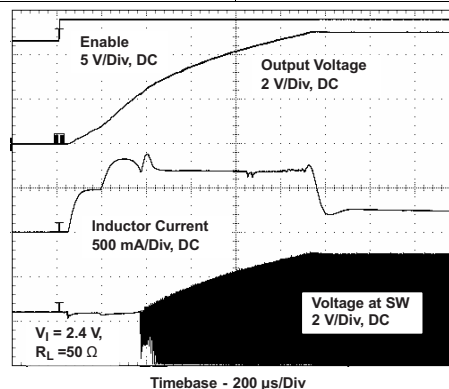 Enable
5 V/Div, DC
Output Voltage
2 V/Div, DC
Inductor Current
500 mA/Div, DC
Voltage at SW
2 V/Div, DC
VI = 2.4 V,
RL =50 Ω
Timebase - 200 μs/Div